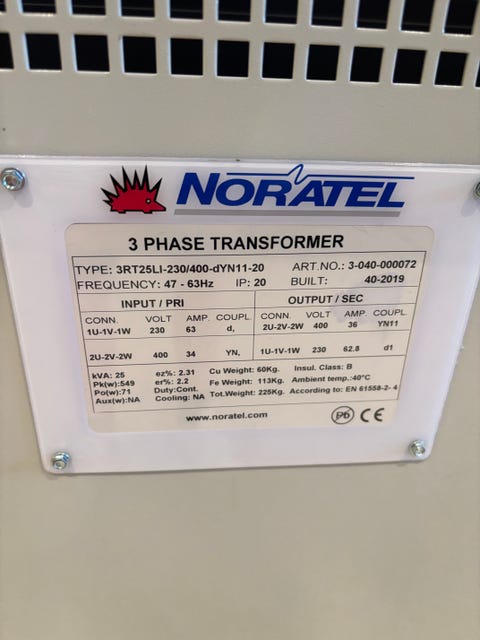 NORATEL
3 PHASE TRANSFORMER
TYPE: 3RT25LI-230/400-dYN11-20 ART.NO.: 3-040-000072
FREQUENCY: 47 - 63Hz IP: 20 BUILT: 40-2019
INPUT / PRI OUTPUT / SEC
CONN. VOLT AMP. COUPL. CONN. VOLT AMP. COUPL
1U-1V-1W 230 63 d, 2U-2V-2W 400 36 YN11
2U-2V-2W 400 34 YN, 1U-1V-1W 230 62.8 d1
kVA: 25 ez%: 2.31 Cu Weight: 60Kg. Insul. Class: B
Pk(w):549 er%: 2.2 Fe Weight: 113Kg. Ambient temp.:40°C
Po(w):71 Duty:Cont. Tot.Weight: 225Kg. According to: EN 61558-2- 4
Aux(w):NA Cooling: NA
www.noratel.com Pb CE